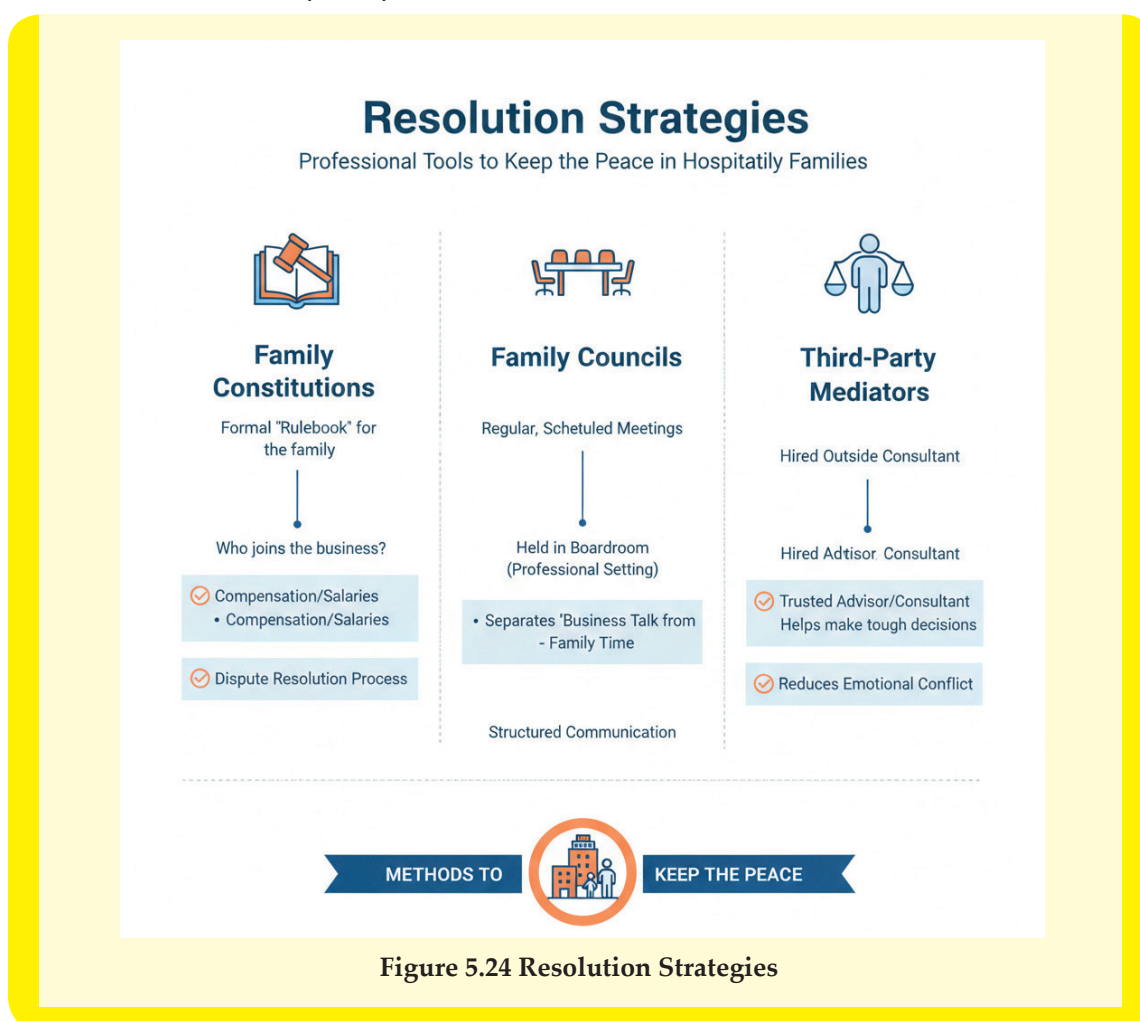 Resolution Strategies
Professional Tools to Keep the Peace in Hospitatily Families
Family
Constitutions
Formal "Rulebook" for
the family
Who joins the business?
Compensation/Salaries
• Compensation/Salaries
Dispute Resolution Process
Family Councils
Regular, Schetuled Meetings
Held in Boardroom
(Professional Setting)
• Separates 'Business Talk from
- Family Time
Structured Communication
Third-Party
Mediators
Hired Outside Consultant
Hired Adtisor. Consultant
Trusted Advisor/Consultant
Helps make tough decisions
Reduces Emotional Conflict
METHODS TO
KEEP THE PEACE
Figure 5.24 Resolution Strategies